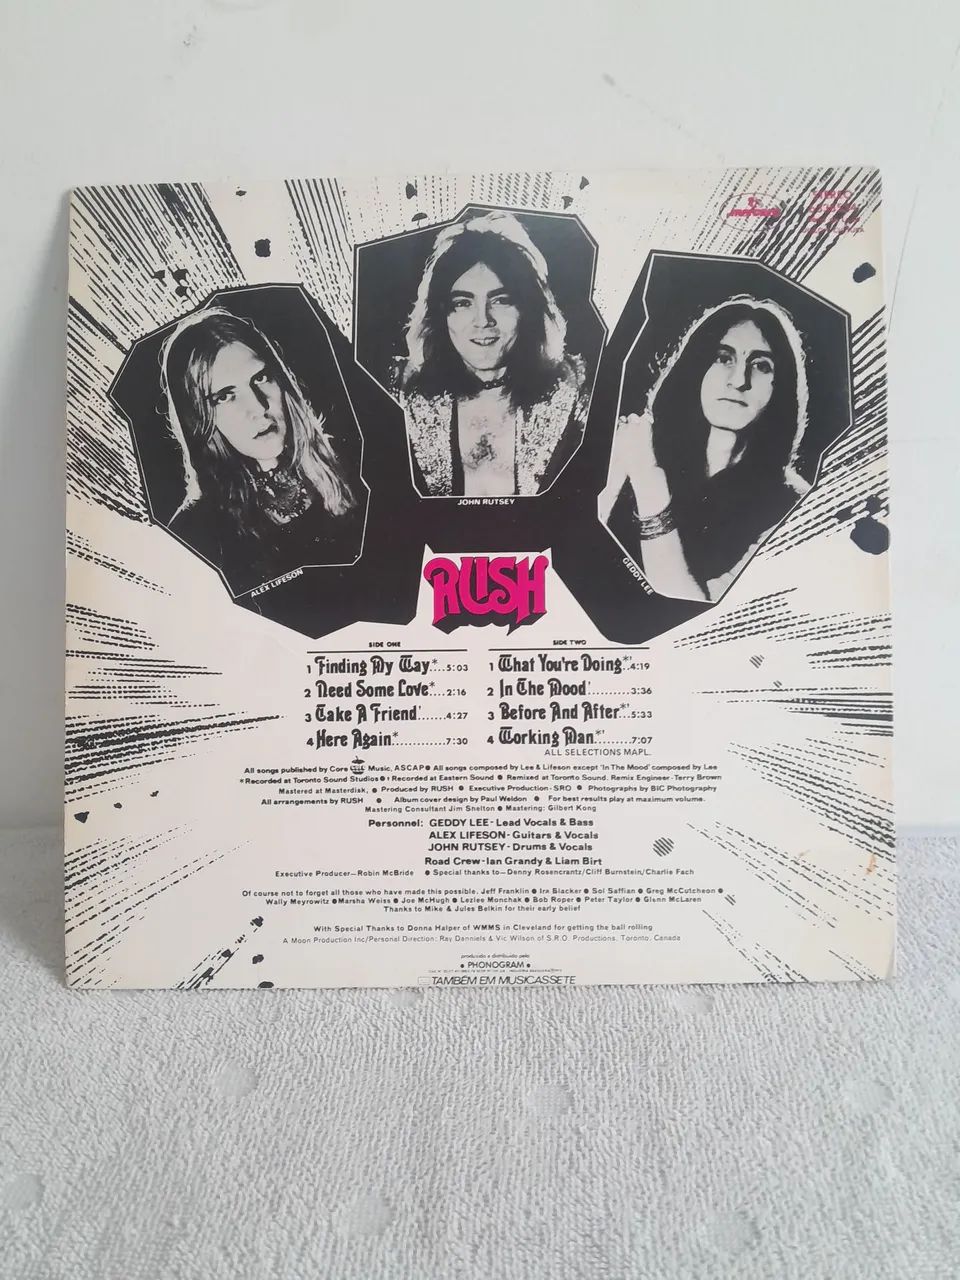 mercury
STEREO
JOHN RUTSEY
ALEX LIFESON
GEDDY LEE
RUSH
SIDE ONE
1 Finding My Way*....5:03
2 Need Some Love*...2:16
3 Take A Friend'.......4:27
4 Here Again*............7:30
SIDE TWO
1 What You're Doing*'..4:19
2 In The Mood'..........3:36
3 Before And After*'...5:33
4 Working Man*'........7:07
ALL SELECTIONS MAPL.
All songs published by Core Music, ASCAP● All songs composed by Lee & Lifeson except 'In The Mood' composed by Lee
*Recorded at Toronto Sound Studios●† Recorded at Eastern Sound ● Remixed at Toronto Sound, Remix Engineer-Terry Brown
Mastered at Masterdisk, ● Produced by RUSH ● Executive Production-SRO ● Photographs by BIC Photography
All arrangements by RUSH ● Album cover design by Paul Weldon ● For best results play at maximum volume.
Mastering Consultant Jim Shelton ● Mastering: Gilbert Kong
Personnel: GEDDY LEE-Lead Vocals & Bass
ALEX LIFESON-Guitars & Vocals
JOHN RUTSEY-Drums & Vocals
Road Crew-Ian Grandy & Liam Birt
Executive Producer—Robin McBride ● Special thanks to—Denny Rosencrantz/Cliff Burnstein/Charlie Fach
Of course not to forget all those who have made this possible. Jeff Franklin ● Ira Blacker ● Sol Saffian ● Greg McCutcheon ●
Wally Meyrowitz ●Marsha Weiss ● Joe McHugh ● Lezlee Monchak ● Bob Roper ● Peter Taylor ● Glenn McLaren
Thanks to Mike & Jules Belkin for their early belief
With Special Thanks to Donna Halper of WMMS in Cleveland for getting the ball rolling
A Moon Production Inc/Personal Direction: Ray Danniels & Vic Wilson of S.R.O. Productions, Toronto, Canada
produzido e distribuído pela
● PHONOGRAM ●
TAMBÉM EM MUSICASSETE